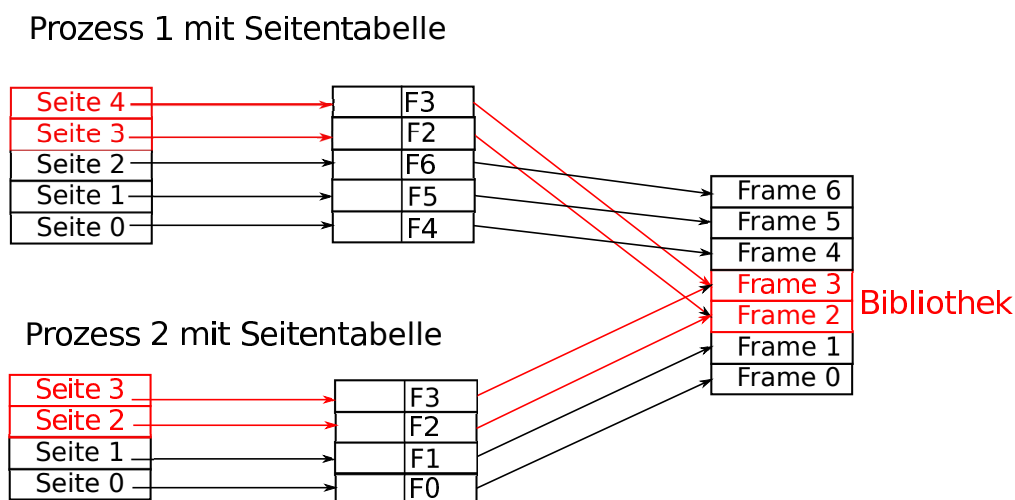 Prozess 1 mit Seitentabelle
Seite 4 F3
Seite 3 F2
Seite 2 F6
Seite 1 F5
Seite 0 F4
Frame 6
Frame 5
Frame 4
Frame 3
Frame 2
Frame 1
Frame 0
Bibliothek
Prozess 2 mit Seitentabelle
Seite 3 F3
Seite 2 F2
Seite 1 F1
Seite 0 F0